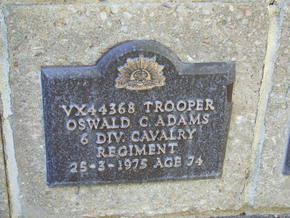 VX44368 TROOPER
OSWALD C. ADAMS
6 DIV. CAVALRY
REGIMENT
25-3-1975 AGE 74